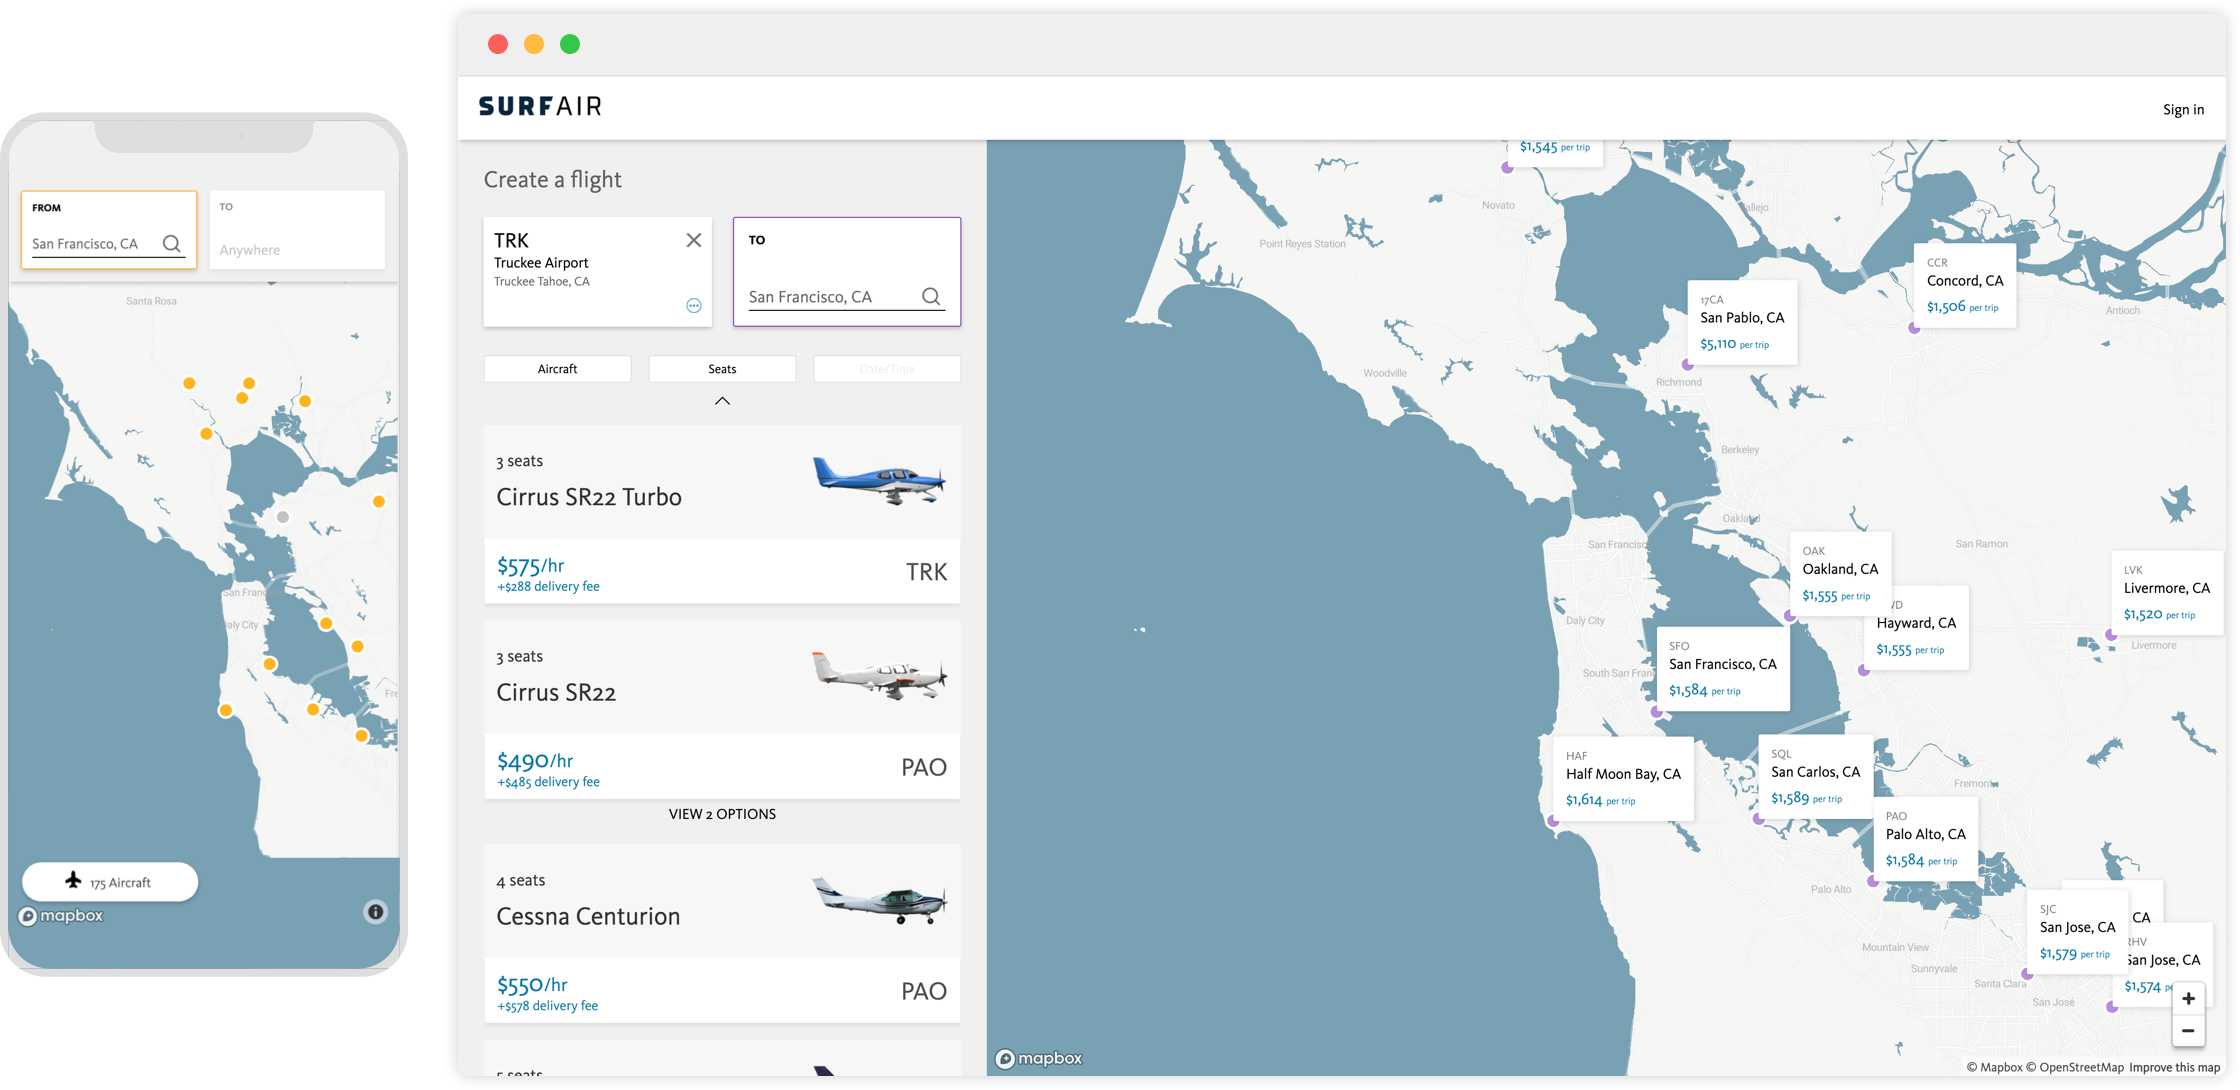 FROM
San Francisco, CA
TO
Anywhere
Santa Rosa
San Franc
Daly City
Fre
175 Aircraft
mapbox
SURFAIR
Sign in
Create a flight
TRK
Truckee Airport
Truckee Tahoe, CA
TO
San Francisco, CA
Aircraft
Seats
Date/Time
3 seats
Cirrus SR22 Turbo
$575/hr
+$288 delivery fee
TRK
3 seats
Cirrus SR22
$490/hr
+$485 delivery fee
PAO
VIEW 2 OPTIONS
4 seats
Cessna Centurion
$550/hr
+$578 delivery fee
PAO
5 seats
$1,545 per trip
Novato
Vallejo
Point Reyes Station
CCR
Concord, CA
$1,506 per trip
Antioch
17CA
San Pablo, CA
$5,110 per trip
Richmond
Woodville
Berkeley
Oakland
San Francisc
San Ramon
OAK
Oakland, CA
$1,555 per trip
WD
Hayward, CA
$1,555 per trip
LVK
Livermore, CA
$1,520 per trip
Livermore
Daly City
South San Fran
SFO
San Francisco, CA
$1,584 per trip
HAF
Half Moon Bay, CA
$1,614 per trip
SQL
San Carlos, CA
$1,589 per trip
Fremont
PAO
Palo Alto, CA
$1,584 per trip
Palo Alto
CA
SJC
San Jose, CA
$1,579 per trip
RHV
San Jose, CA
$1,574 pe
Mountain View
Sunnyvale
Santa Clara
San José
+
−
mapbox
© Mapbox © OpenStreetMap Improve this map